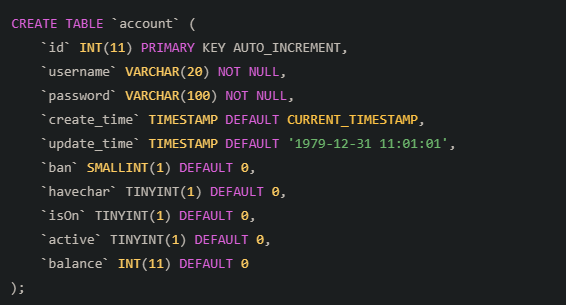 CREATE TABLE `account` (
    `id` INT(11) PRIMARY KEY AUTO_INCREMENT,
    `username` VARCHAR(20) NOT NULL,
    `password` VARCHAR(100) NOT NULL,
    `create_time` TIMESTAMP DEFAULT CURRENT_TIMESTAMP,
    `update_time` TIMESTAMP DEFAULT '1979-12-31 11:01:01',
    `ban` SMALLINT(1) DEFAULT 0,
    `havechar` TINYINT(1) DEFAULT 0,
    `isOn` TINYINT(1) DEFAULT 0,
    `active` TINYINT(1) DEFAULT 0,
    `balance` INT(11) DEFAULT 0
);